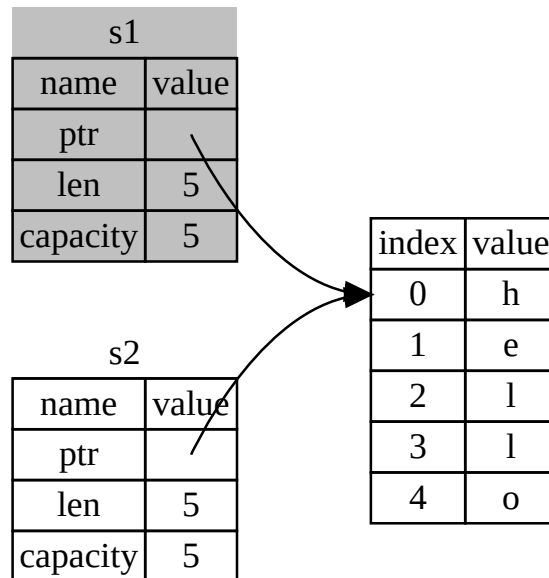 s1
name value
ptr
len 5
capacity 5
s2
name value
ptr
len 5
capacity 5
index value
0 h
1 e
2 l
3 l
4 o